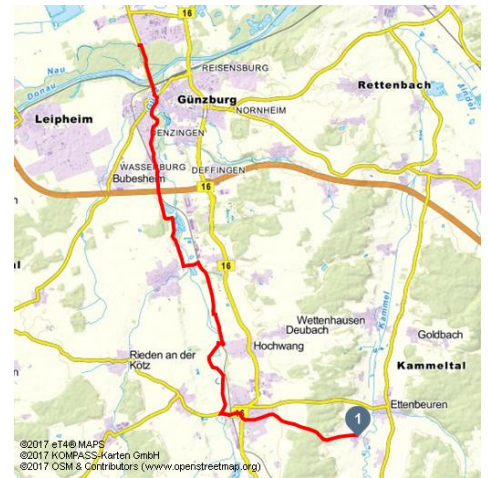 16
Nau
REISENSBURG
Donau
Günzburg
Rettenbach
Leipheim
NORNHEIM
DENZINGEN
WASSERBURG
DEFFINGEN
Bubesheim
16
16
Kammel
Wettenhausen
Deubach
Goldbach
Hochwang
Rieden an der
Kötz
Kammeltal
Ettenbeuren
16
1
©2017 eT4® MAPS
©2017 KOMPASS-Karten GmbH
©2017 OSM & Contributors (www.openstreetmap.org)